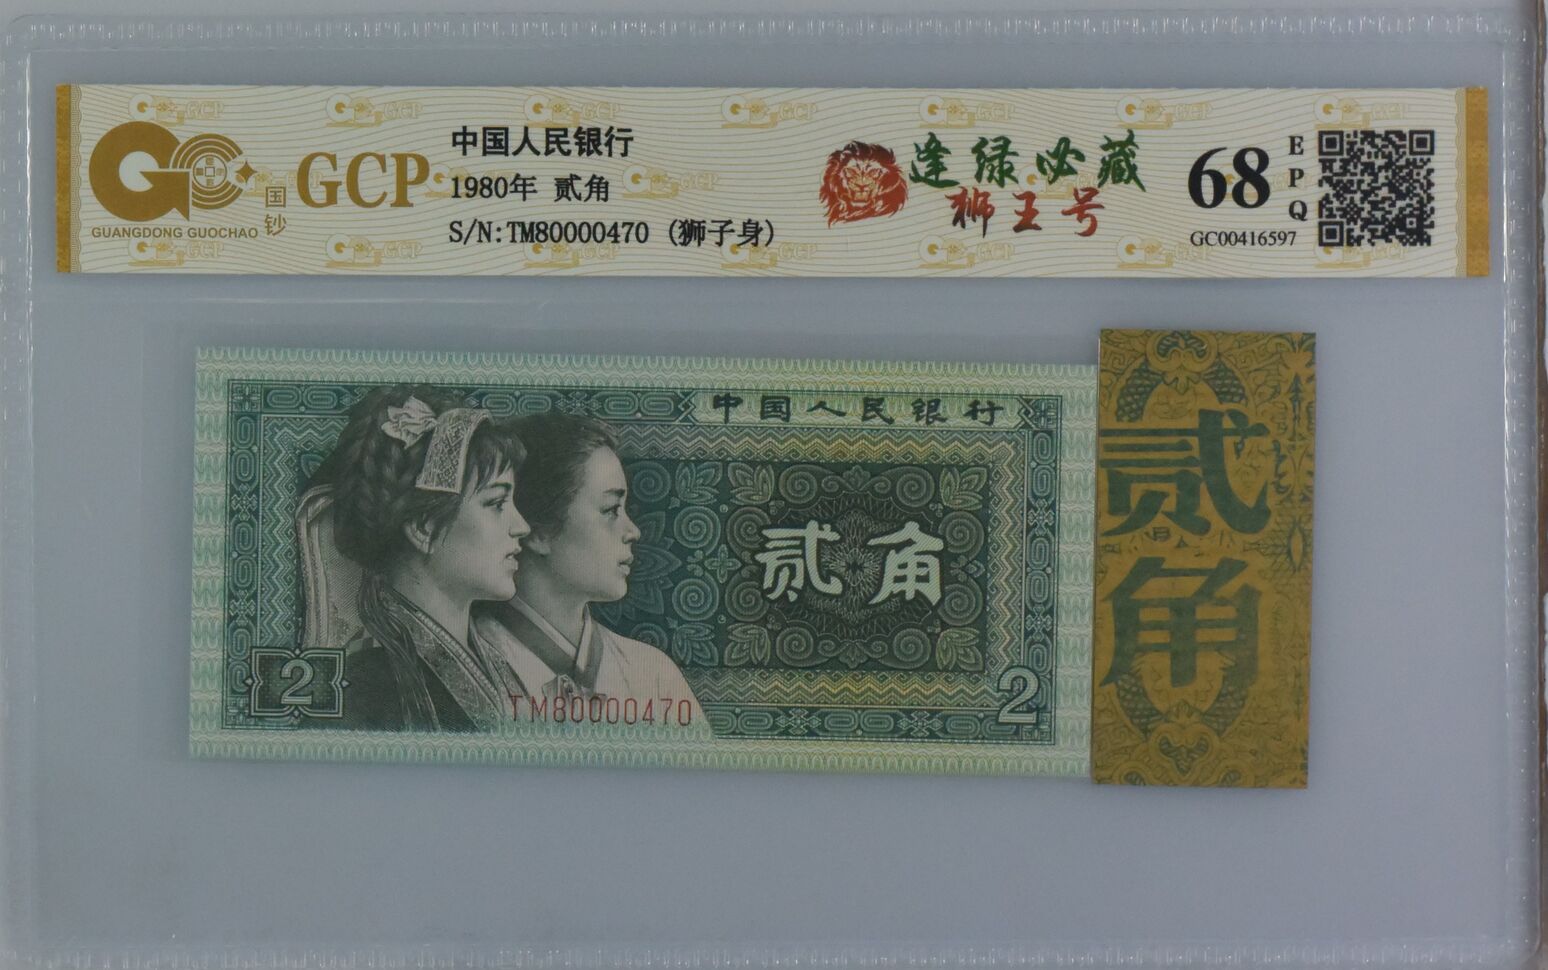 GCP
国钞
GUANGDONG GUOCHAO
中国人民银行
1980年 贰角
S/N:TM80000470 (狮子身)
逢绿必藏
狮王号
68
EPQ
GC00416597
中国人民银行
贰角
2
TM80000470
2
贰角